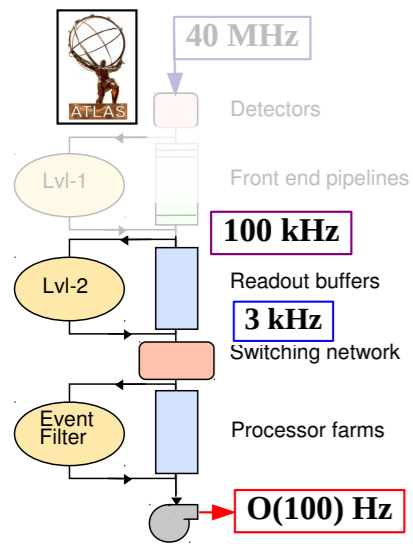 40 MHz
ATLAS
Detectors
Lvl-1
Front end pipelines
100 kHz
Lvl-2
Readout buffers
3 kHz
Switching network
Event
Filter
Processor farms
O(100) Hz